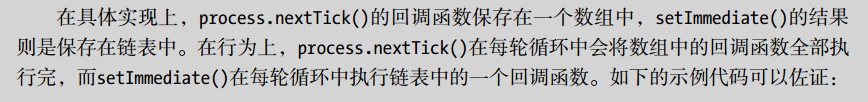 在具体实现上，process.nextTick()的回调函数保存在一个数组中，setImmediate()的结果
则是保存在链表中。在行为上，process.nextTick()在每轮循环中会将数组中的回调函数全部执
行完，而setImmediate()在每轮循环中执行链表中的一个回调函数。如下的示例代码可以佐证：